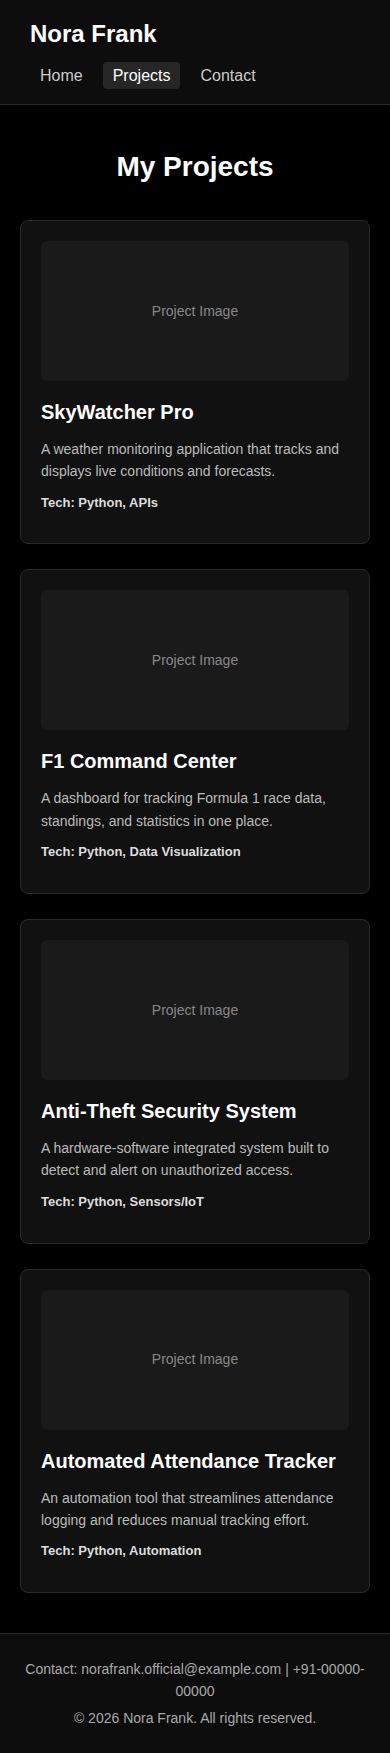 Nora Frank
Home Projects Contact
My Projects
Project Image
SkyWatcher Pro
A weather monitoring application that tracks and
displays live conditions and forecasts.
Tech: Python, APIs
Project Image
F1 Command Center
A dashboard for tracking Formula 1 race data,
standings, and statistics in one place.
Tech: Python, Data Visualization
Project Image
Anti-Theft Security System
A hardware-software integrated system built to
detect and alert on unauthorized access.
Tech: Python, Sensors/IoT
Project Image
Automated Attendance Tracker
An automation tool that streamlines attendance
logging and reduces manual tracking effort.
Tech: Python, Automation
Contact: norafrank.official@example.com | +91-00000-
00000
© 2026 Nora Frank. All rights reserved.